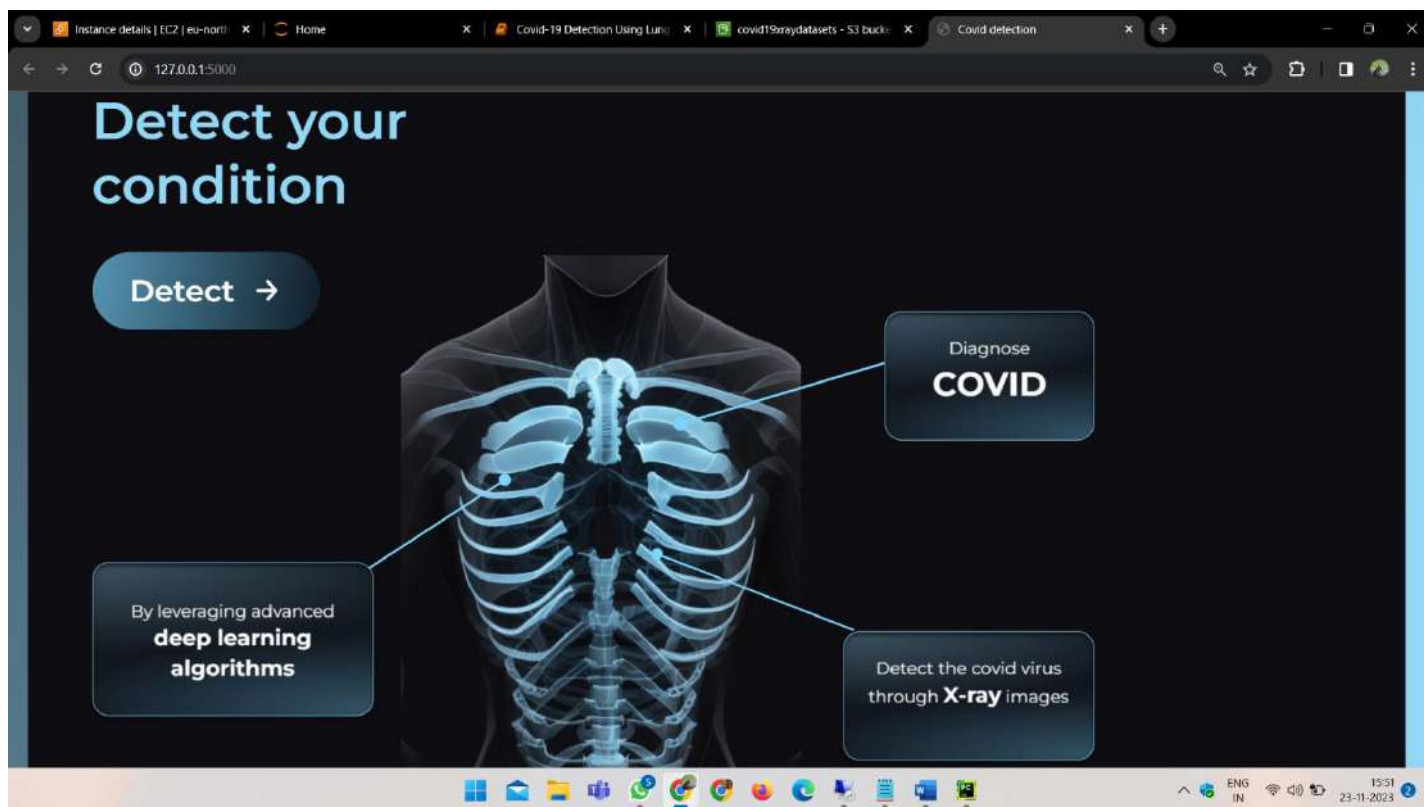 Instance details | EC2 | eu-north
Home
Covid-19 Detection Using Lung
covid19xraydatasets - S3 bucke
Covid detection
127.0.0.1:5000
Detect your
condition
Detect →
Diagnose
COVID
By leveraging advanced
deep learning
algorithms
Detect the covid virus
through X-ray images
ENG
IN
15:51
23-11-2023